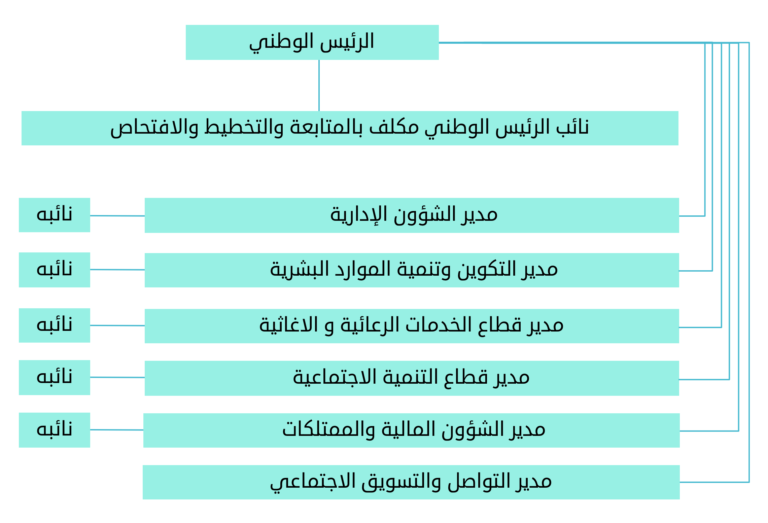 الرئيس الوطني
نائب الرئيس الوطني مكلف بالمتابعة والتخطيط والافتحاص
مدير الشؤون الإدارية
نائبه
مدير التكوين وتنمية الموارد البشرية
نائبه
مدير قطاع الخدمات الرعائية و الاغاثية
نائبه
مدير قطاع التنمية الاجتماعية
نائبه
مدير الشؤون المالية والممتلكات
نائبه
مدير التواصل والتسويق الاجتماعي